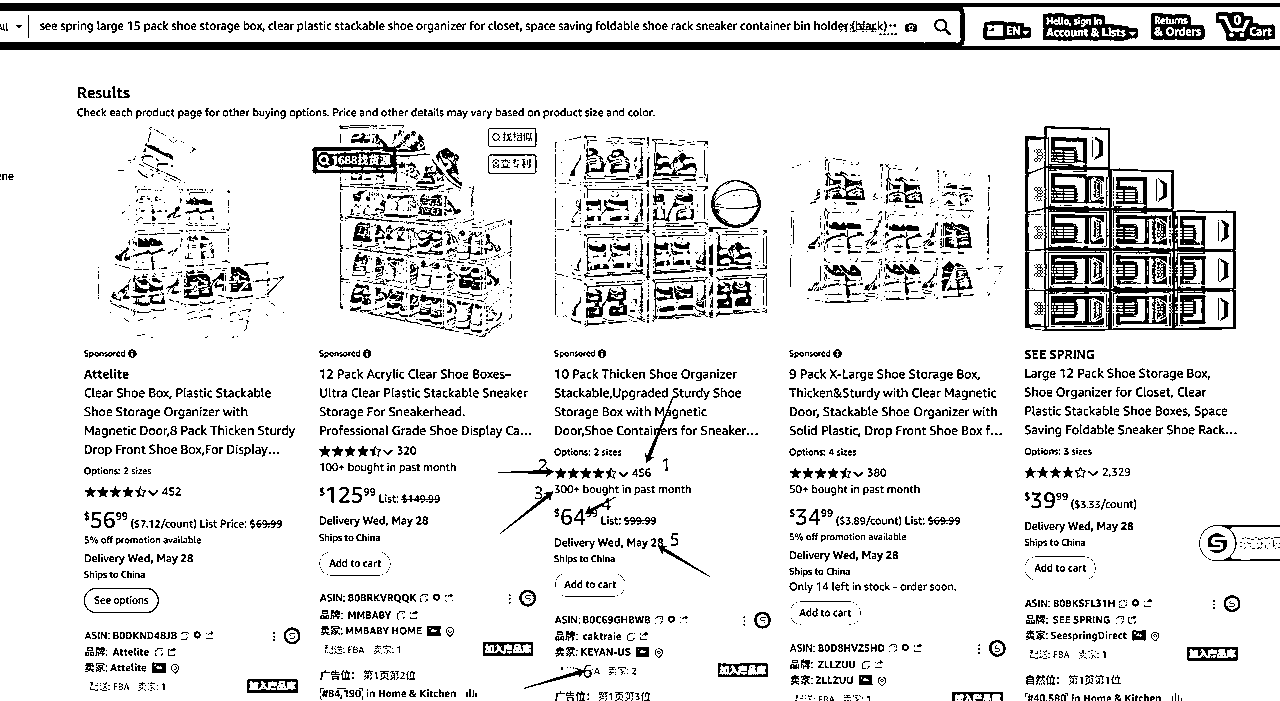 All
see spring large 15 pack shoe storage box, clear plastic stackable shoe organizer for closet, space saving foldable shoe rack sneaker container bin holder (black)
EN
Hello, sign in
Account & Lists
Returns
& Orders
0
Cart
Results
Check each product page for other buying options. Price and other details may vary based on product size and color.
1688找货源
找相似
查专利
Sponsored
Attelite
Clear Shoe Box, Plastic Stackable
Shoe Storage Organizer with
Magnetic Door,8 Pack Thicken Sturdy
Drop Front Shoe Box,For Display…
Options: 2 sizes
452
$56.99 ($7.12/count) List Price: $69.99
5% off promotion available
Delivery Wed, May 28
Ships to China
See options
ASIN: B0DKND48JB
品牌: Attelite
卖家: Attelite
配送: FBA 卖家: 1
加入产品库
Sponsored
12 Pack Acrylic Clear Shoe Boxes–
Ultra Clear Plastic Stackable Sneaker
Storage For Sneakerhead.
Professional Grade Shoe Display Ca…
320
100+ bought in past month
$125.99 List: $149.99
Delivery Wed, May 28
Ships to China
Add to cart
ASIN: B08RKVRQQK
品牌: MMBABY
卖家: MMBABY HOME
配送: FBA 卖家: 1
加入产品库
广告位: 第1页第2位
#84,190 in Home & Kitchen
Sponsored
10 Pack Thicken Shoe Organizer
Stackable,Upgraded Sturdy Shoe
Storage Box with Magnetic
Door,Shoe Containers for Sneaker…
Options: 2 sizes
2 456 1
3 300+ bought in past month
$64.99 4 List: $99.99
Delivery Wed, May 28 5
Ships to China
Add to cart
ASIN: B0C69GHBWB
品牌: caktraie
卖家: KEYAN-US
6 卖家: 2
加入产品库
广告位: 第1页第3位
Sponsored
9 Pack X-Large Shoe Storage Box,
Thicken&Sturdy with Clear Magnetic
Door, Stackable Shoe Organizer with
Solid Plastic, Drop Front Shoe Box f…
Options: 4 sizes
380
50+ bought in past month
$34.99 ($3.89/count) List: $69.99
5% off promotion available
Delivery Wed, May 28
Ships to China
Only 14 left in stock - order soon.
Add to cart
ASIN: B0D8HVZSHD
品牌: ZLLZUU
卖家: ZLLZUU
配送: FBA 卖家: 1
SEE SPRING
Large 12 Pack Shoe Storage Box,
Shoe Organizer for Closet, Clear
Plastic Stackable Shoe Boxes, Space
Saving Foldable Sneaker Shoe Rack…
Options: 3 sizes
2,329
$39.99 ($3.33/count)
Delivery Wed, May 28
Ships to China
Add to cart
ASIN: B0BKSFL31H
品牌: SEE SPRING
卖家: SeespringDirect
配送: FBA 卖家: 1
加入产品库
自然位: 第1页第1位
#40,580 in Home & Kitchen